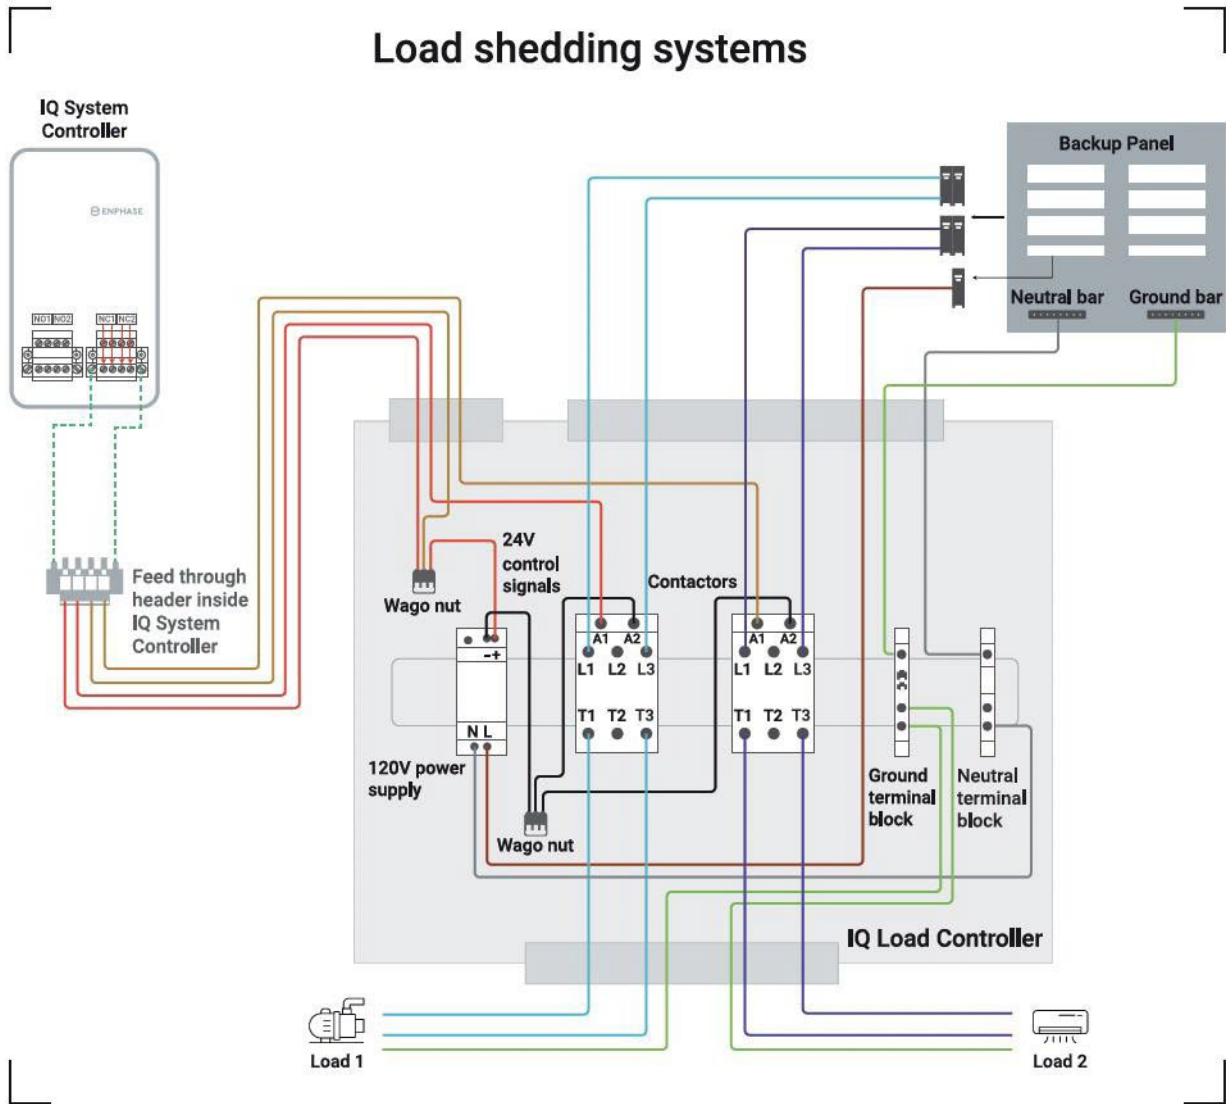 Load shedding systems
IQ System
Controller
ENPHASE
NO1 NO2 NC1 NC2
Backup Panel
Neutral bar Ground bar
Feed through
header inside
IQ System
Controller
24V
control
signals
Wago nut
Contactors
A1 A2
A1 A2
-+
L1 L2 L3
L1 L2 L3
T1 T2 T3
T1 T2 T3
N L
120V power
supply
Wago nut
Ground
terminal
block
Neutral
terminal
block
IQ Load Controller
Load 1
Load 2